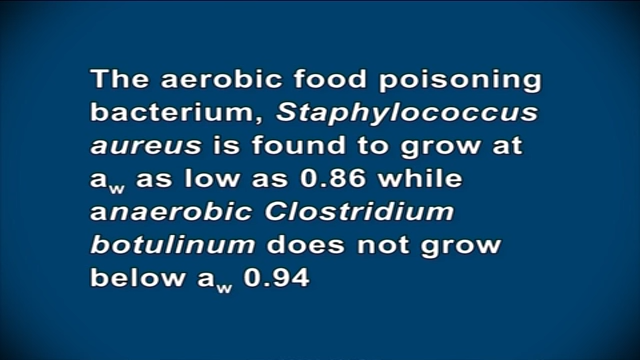 The aerobic food poisoning
bacterium, Staphylococcus
aureus is found to grow at
aw as low as 0.86 while
anaerobic Clostridium
botulinum does not grow
below aw 0.94